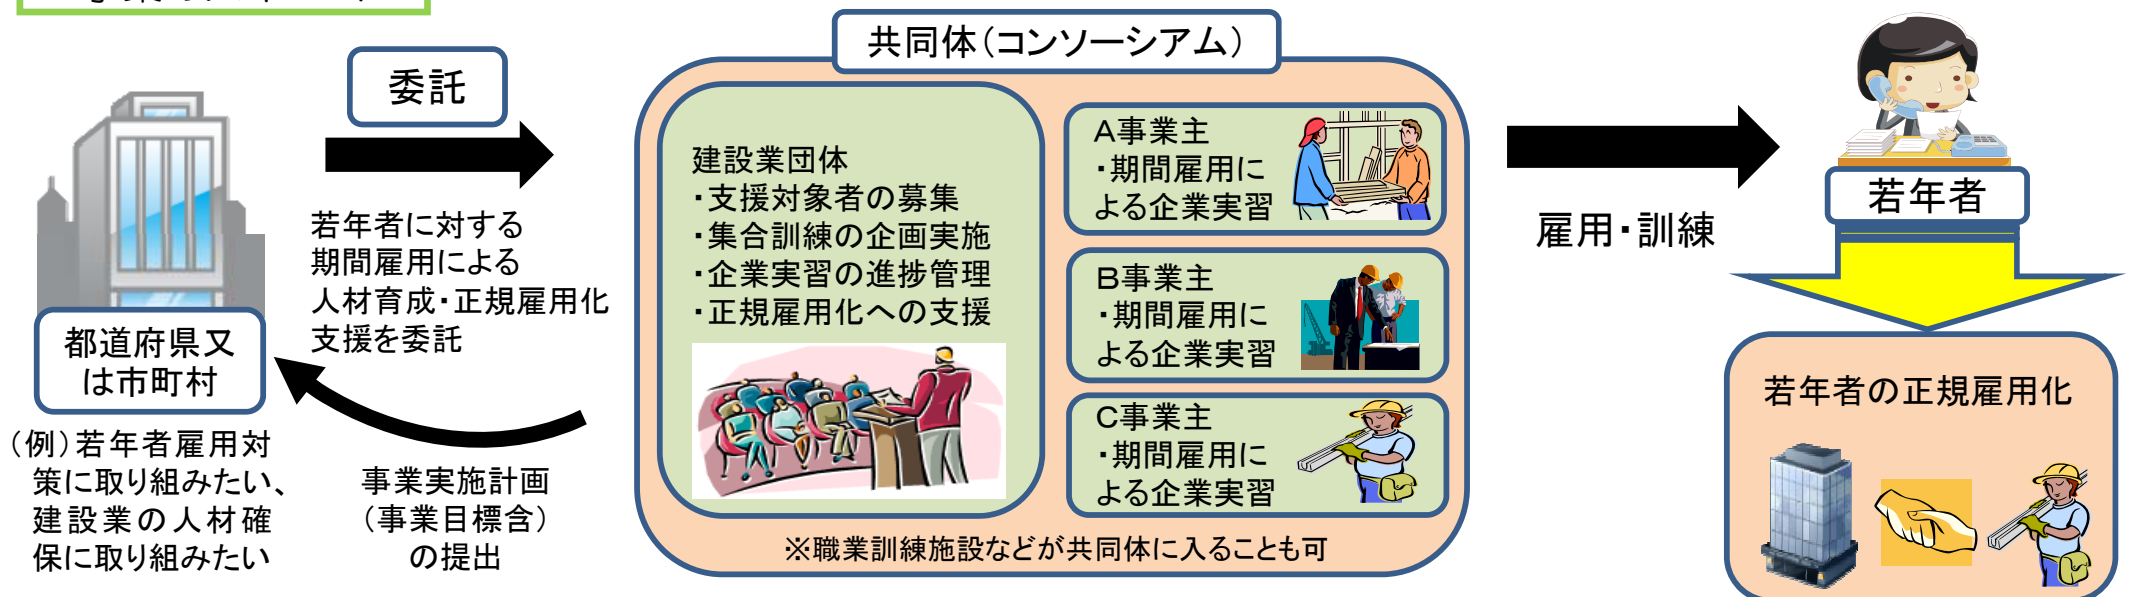 委託
若年者に対する
期間雇用による
人材育成・正規雇用化
支援を委託
都道府県又
は市町村
(例)若年者雇用対
策に取り組みたい、
建設業の人材確
保に取り組みたい
事業実施計画
(事業目標含)
の提出
共同体(コンソーシアム)
建設業団体
・支援対象者の募集
・集合訓練の企画実施
・企業実習の進捗管理
・正規雇用化への支援
A事業主
・期間雇用に
よる企業実習
B事業主
・期間雇用に
よる企業実習
C事業主
・期間雇用に
よる企業実習
※職業訓練施設などが共同体に入ることも可
雇用・訓練
若年者
若年者の正規雇用化